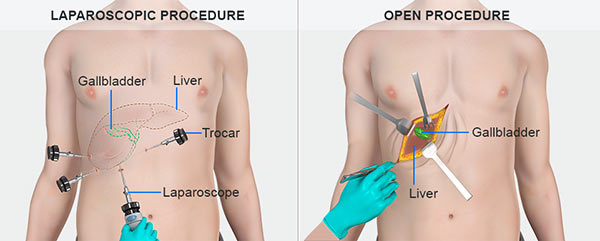 LAPAROSCOPIC PROCEDURE
Gallbladder
Liver
Trocar
Laparoscope
OPEN PROCEDURE
Gallbladder
Liver